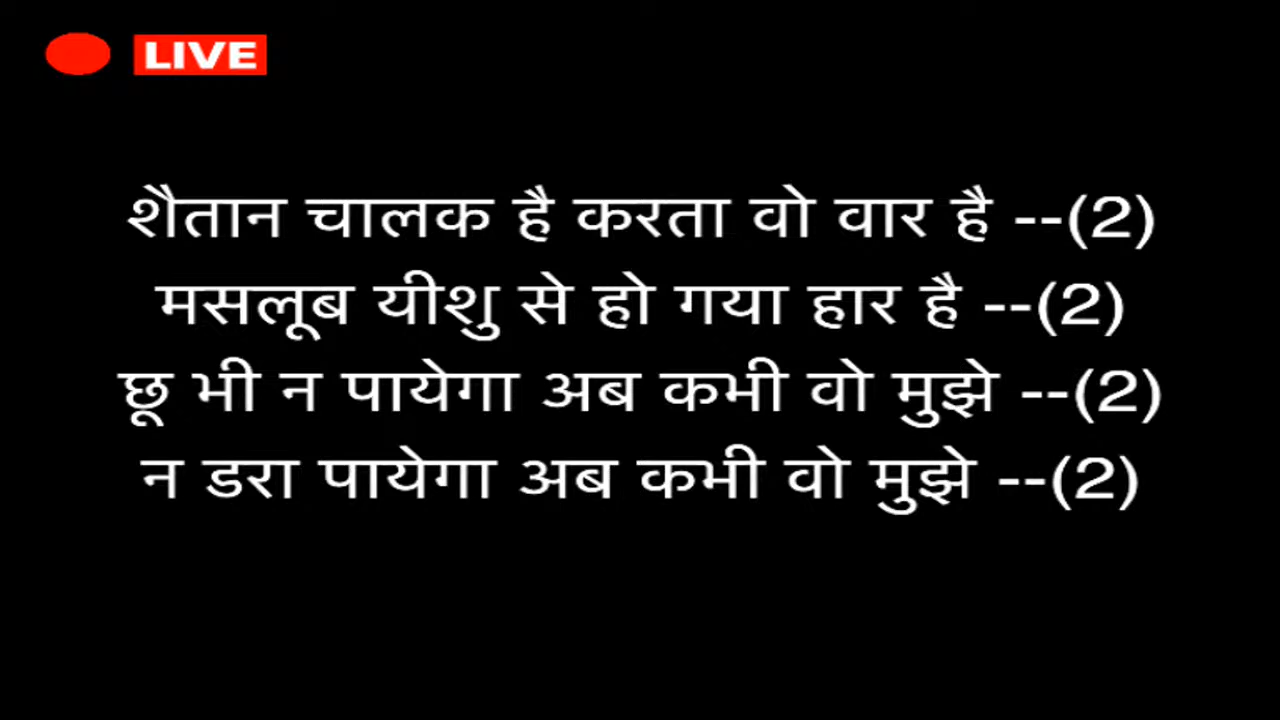 LIVE
शैतान चालक है करता वो वार है --(2)
मसलूब यीशु से हो गया हार है --(2)
छू भी न पायेगा अब कभी वो मुझे --(2)
न डरा पायेगा अब कभी वो मुझे --(2)